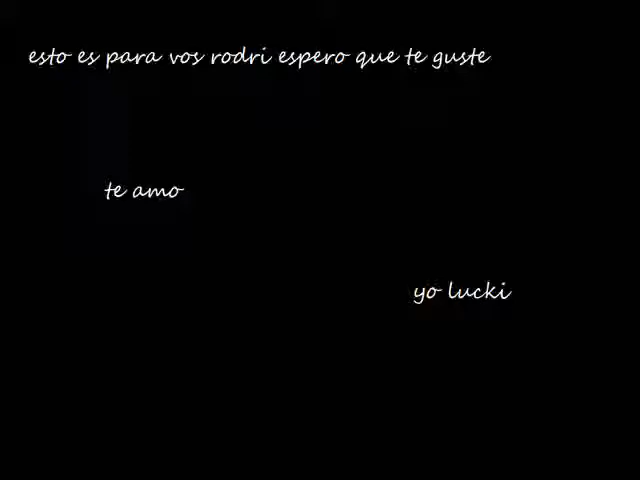 esto es para vos rodri espero que te guste
te amo
yo lucki